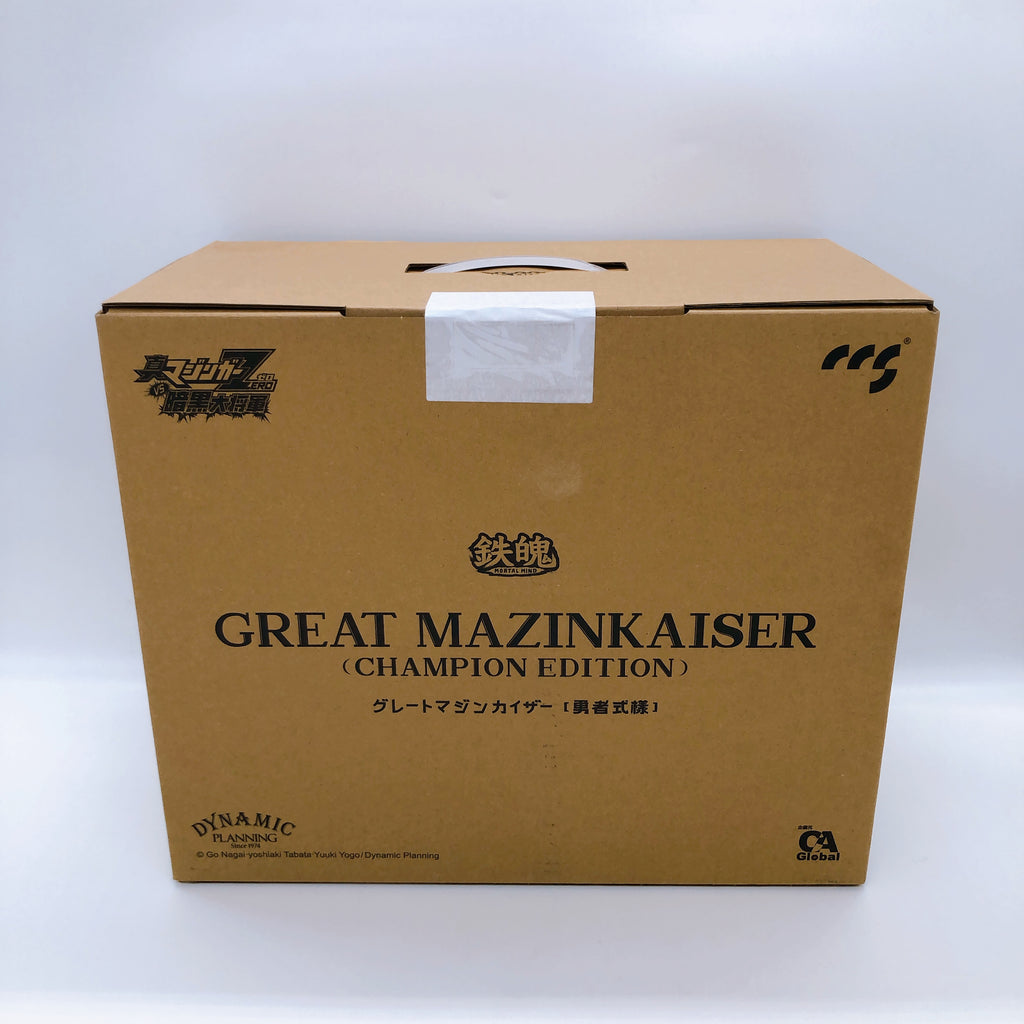 真マジンガーZERO
VS
暗黒大将軍
CCS®
鉄魄
MORTAL MIND
GREAT MAZINKAISER
(CHAMPION EDITION)
グレートマジンカイザー [勇者式樣]
DYNAMIC
PLANNING
Since 1974
© Go Nagai·yoshiaki Tabata·Yuuki Yogo/Dynamic Planning
CA
Global